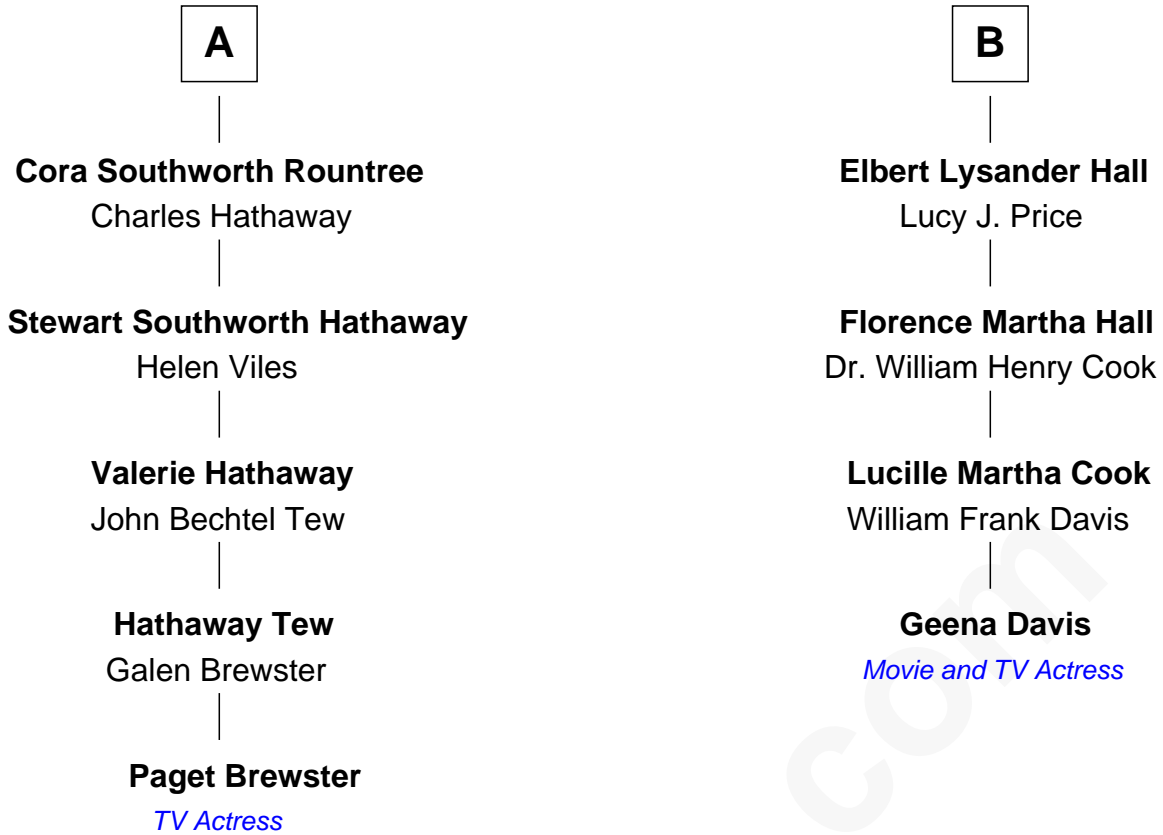 A
Cora Southworth Rountree
Charles Hathaway
Stewart Southworth Hathaway
Helen Viles
Valerie Hathaway
John Bechtel Tew
Hathaway Tew
Galen Brewster
Paget Brewster
TV Actress
B
Elbert Lysander Hall
Lucy J. Price
Florence Martha Hall
Dr. William Henry Cook
Lucille Martha Cook
William Frank Davis
Geena Davis
Movie and TV Actress
com